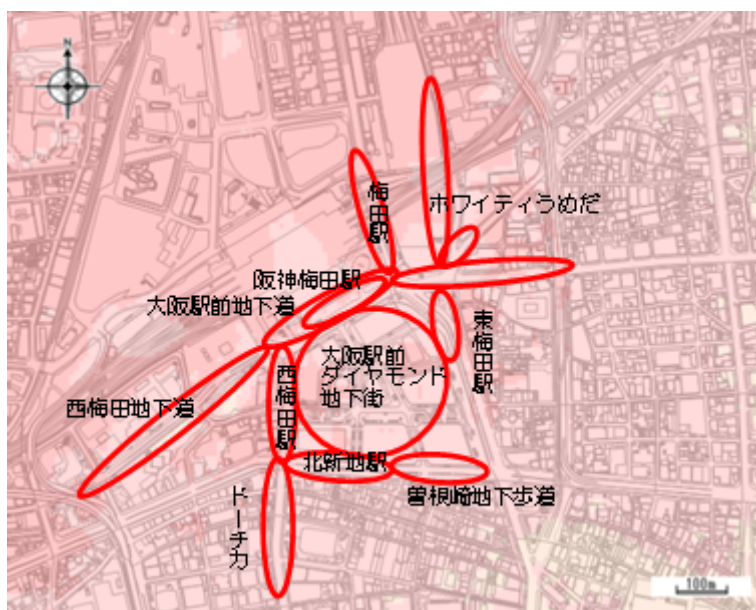 N
梅田駅
ホワイティうめだ
阪神梅田駅
大阪駅前地下道
東梅田駅
大阪駅前
ダイヤモンド
地下街
西梅田駅
西梅田地下道
北新地駅
曽根崎地下歩道
ドーチカ
100m